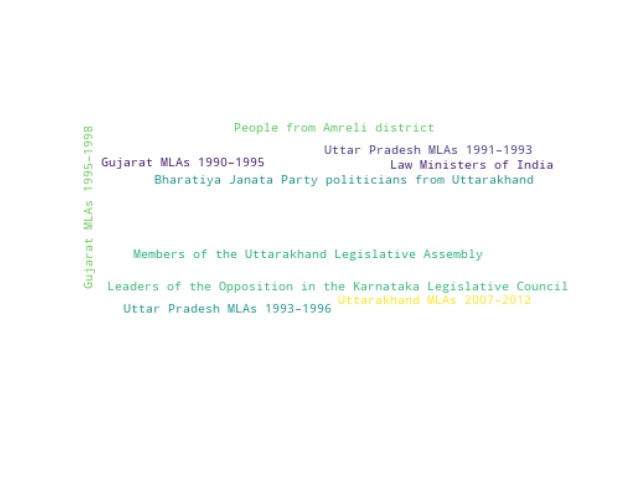 People from Amreli district
Uttar Pradesh MLAs 1991–1993
Gujarat MLAs 1990–1995
Law Ministers of India
Bharatiya Janata Party politicians from Uttarakhand
Gujarat MLAs 1995–1998
Members of the Uttarakhand Legislative Assembly
Leaders of the Opposition in the Karnataka Legislative Council
Uttarakhand MLAs 2007–2012
Uttar Pradesh MLAs 1993–1996